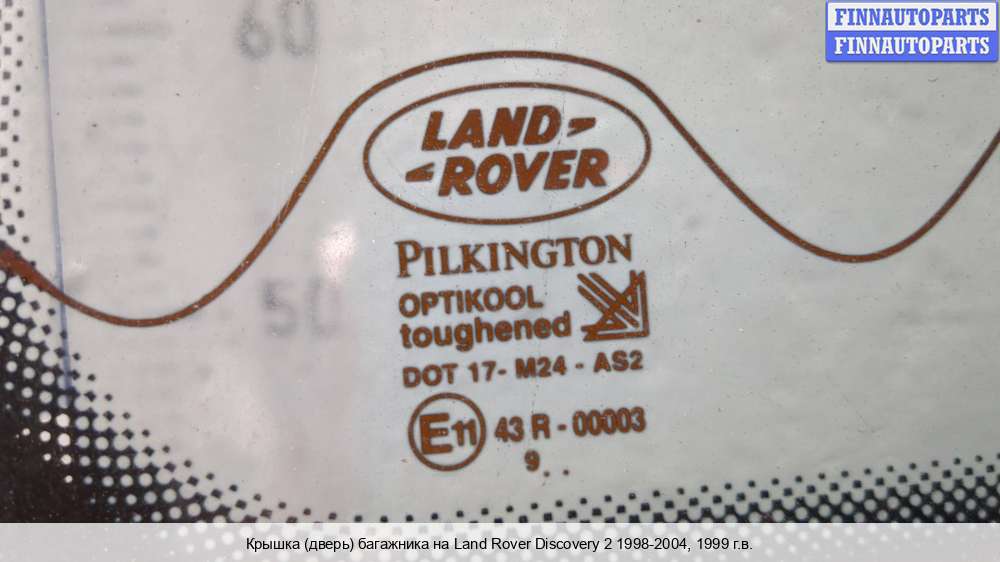 FINNAUTOPARTS
FINNAUTOPARTS
60
LAND
ROVER
PILKINGTON
50
OPTIKOOL
toughened
DOT 17- M24 - AS2
E11 43 R - 00003
9. .
Крышка (дверь) багажника на Land Rover Discovery 2 1998-2004, 1999 г.в.